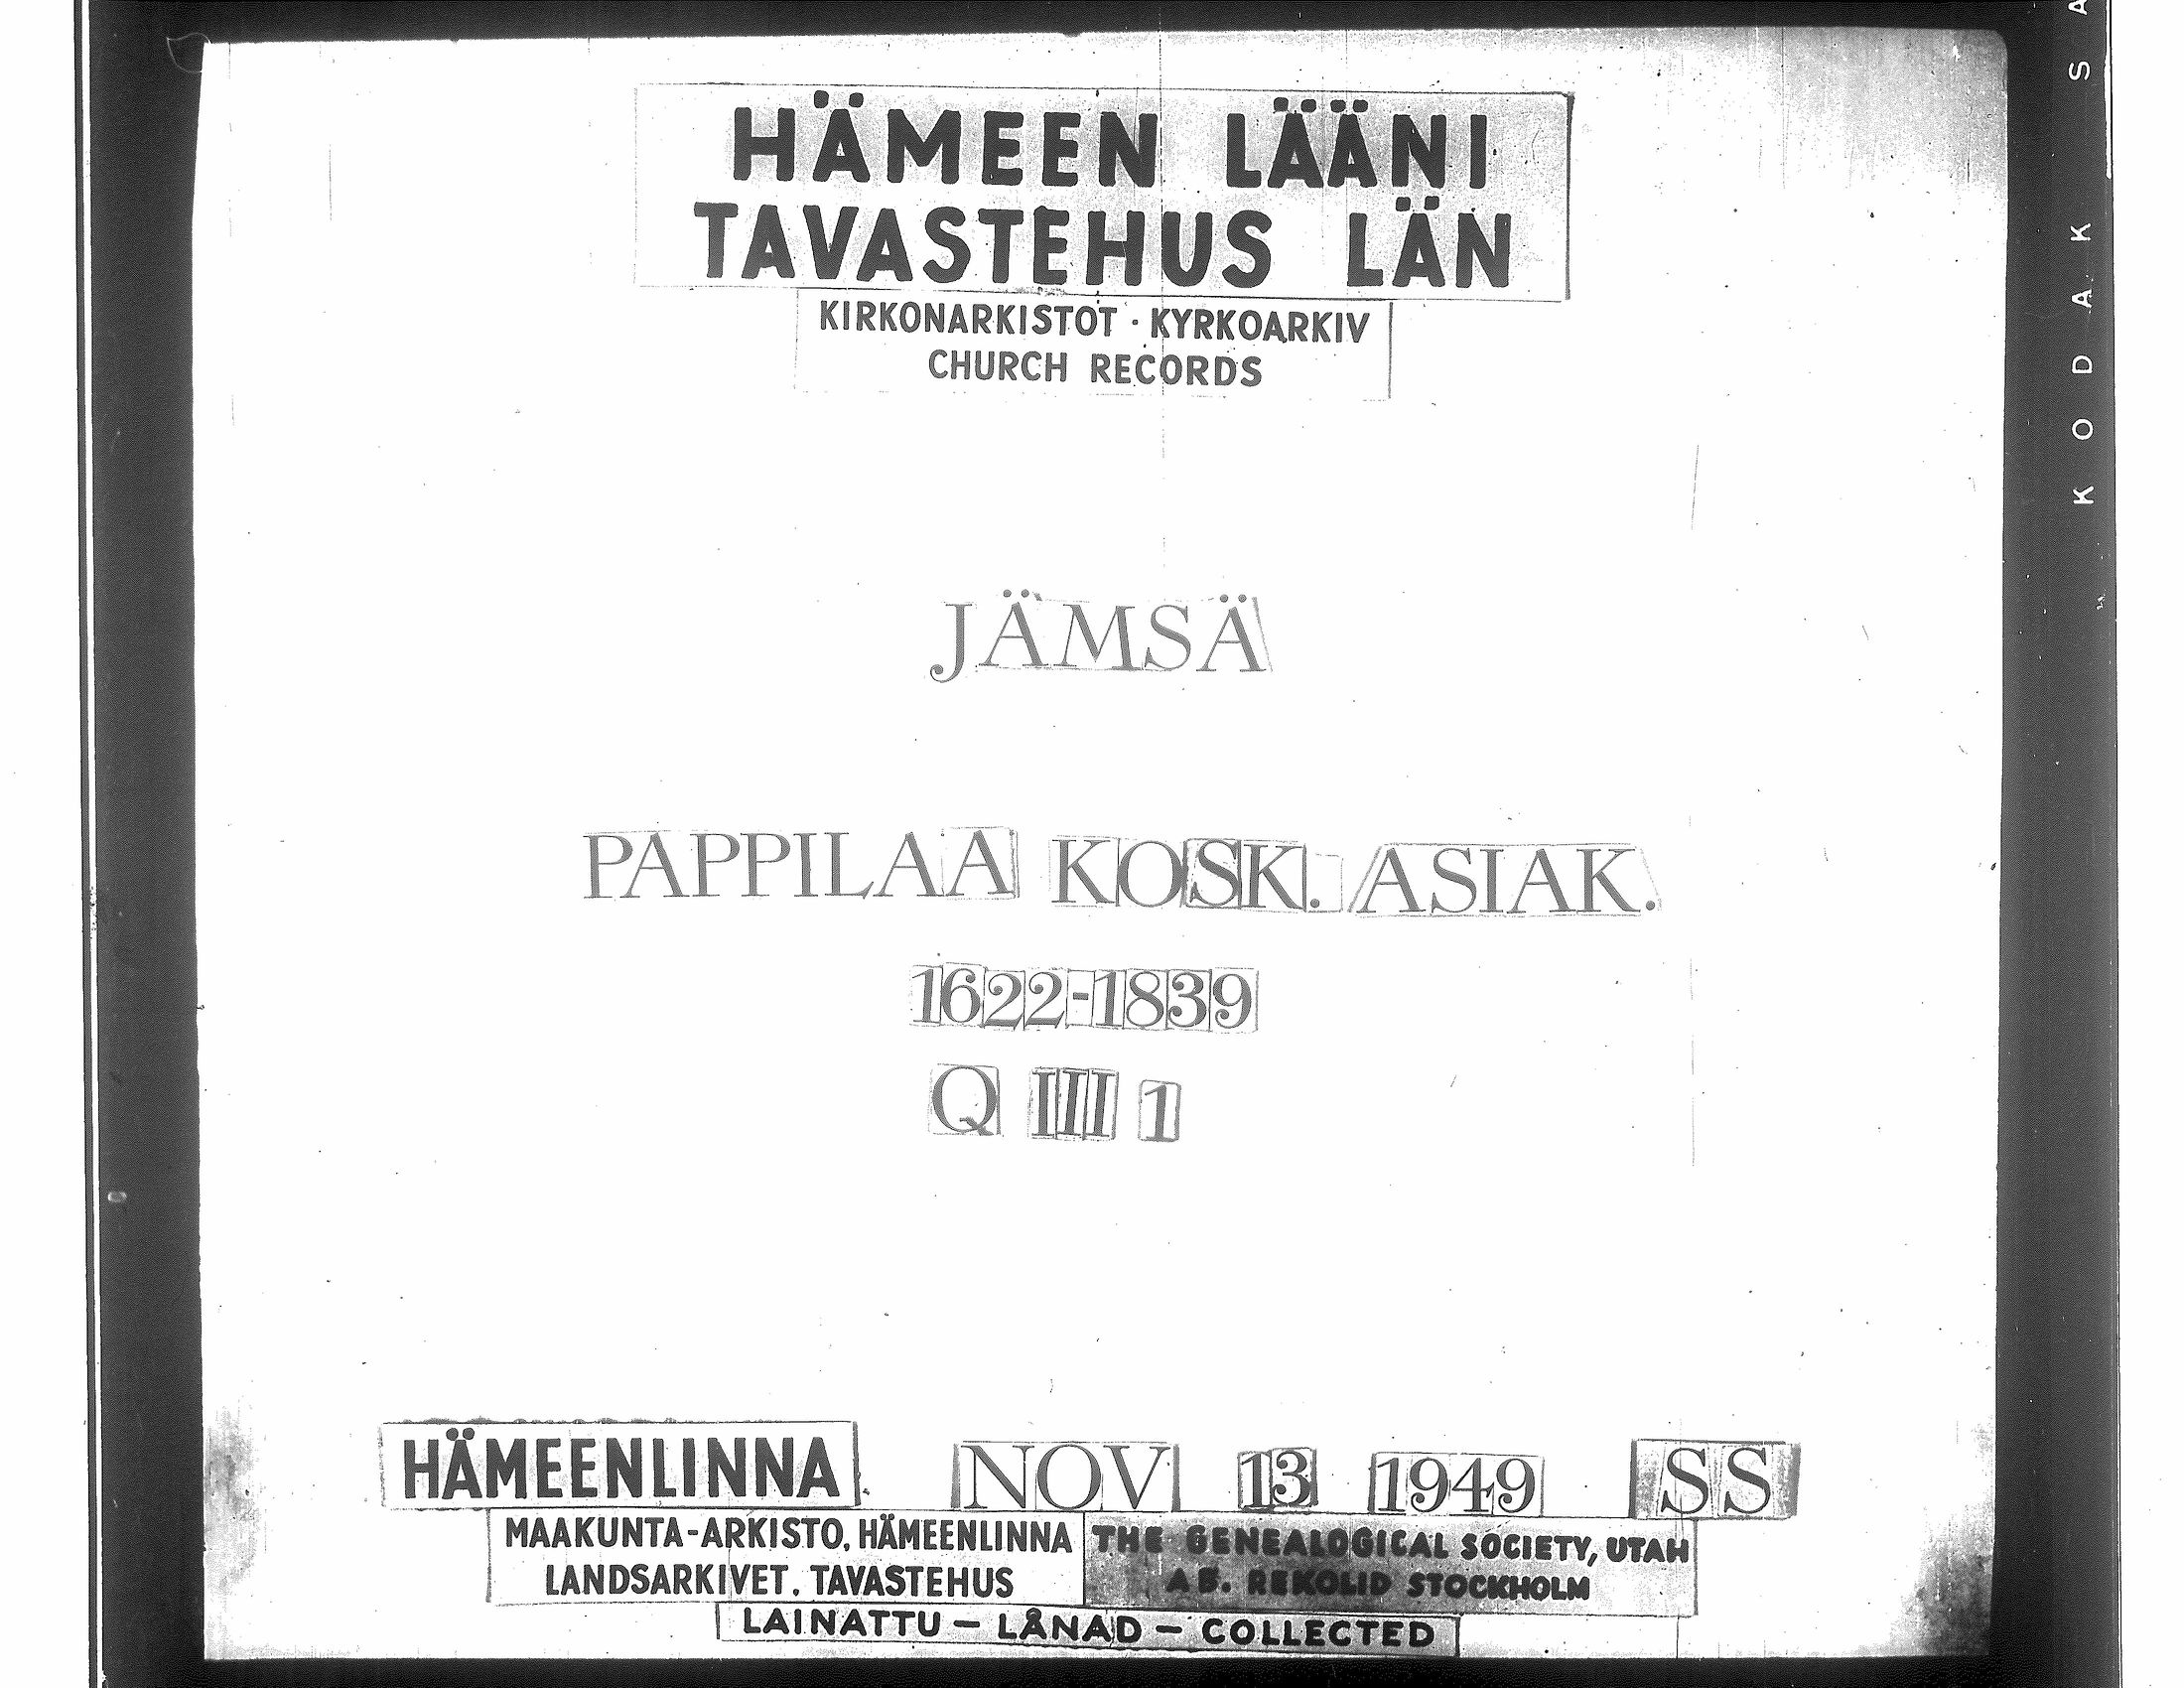 HÄMEEN LÄÄNI
TAVASTEHUS LÄN
KIRKONARKISTOT · KYRKOARKIV
CHURCH RECORDS
JÄMSÄ
PAPPILAA KOSK. ASIAK.
1622-1839
Q III 1
HÄMEENLINNA NOV 13 1949 SS
MAAKUNTA-ARKISTO, HÄMEENLINNA
LANDSARKIVET. TAVASTEHUS
THE GENEALOGICAL SOCIETY, UTAH
AB. REKOLID STOCKHOLM
LAINATTU — LÅNAD — COLLECTED
KODAK SA